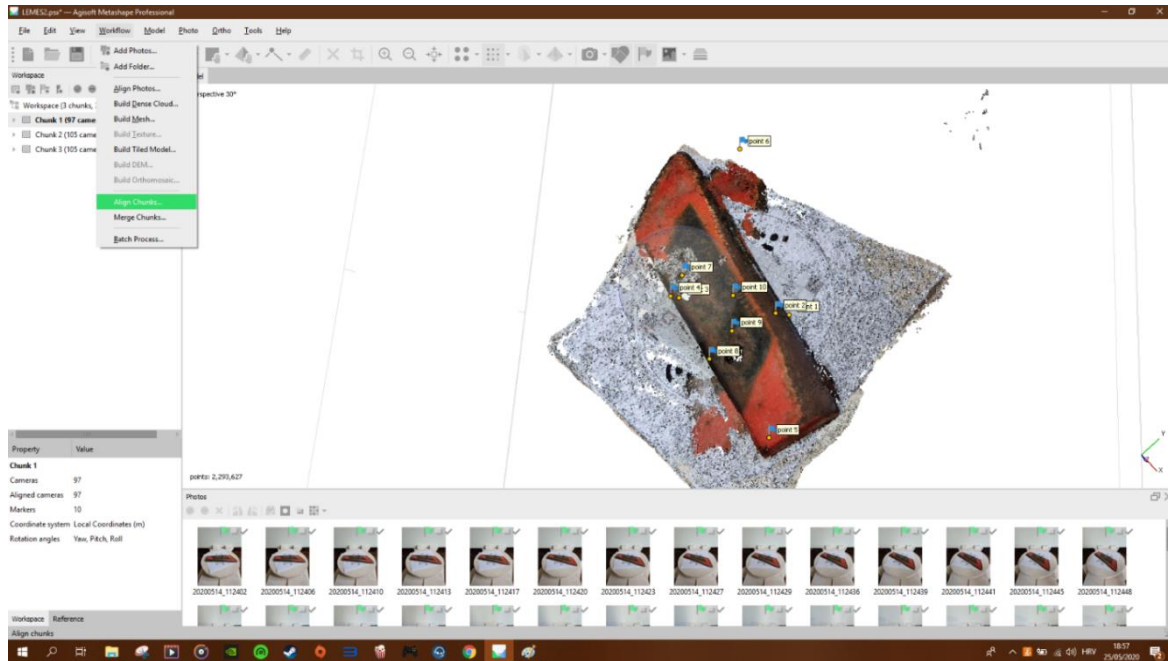 LEMES2.psx* — Agisoft Metashape Professional
File Edit View Workflow Model Photo Ortho Tools Help
Add Photos...
Add Folder...
Align Photos...
Build Dense Cloud...
Build Mesh...
Build Texture...
Build Tiled Model...
Build DEM...
Build Orthomosaic...
Align Chunks...
Merge Chunks...
Batch Process...
Workspace
Workspace (3 chunks,
Chunk 1 (97 came
Chunk 2 (105 came
Chunk 3 (105 came
erspective 30°
point 6
point 7
point 4
3
point 10
point 2
nt 1
point 9
point 8
point 5
Y
X
points: 2,293,627
Property Value
Chunk 1
Cameras 97
Aligned cameras 97
Markers 10
Coordinate system Local Coordinates (m)
Rotation angles Yaw, Pitch, Roll
Photos
20200514_112402 20200514_112406 20200514_112410 20200514_112413 20200514_112417 20200514_112420 20200514_112423 20200514_112427 20200514_112429 20200514_112436 20200514_112439 20200514_112441 20200514_112445 20200514_112448
Workspace Reference
Align chunks
HRV
18:57
25/05/2020